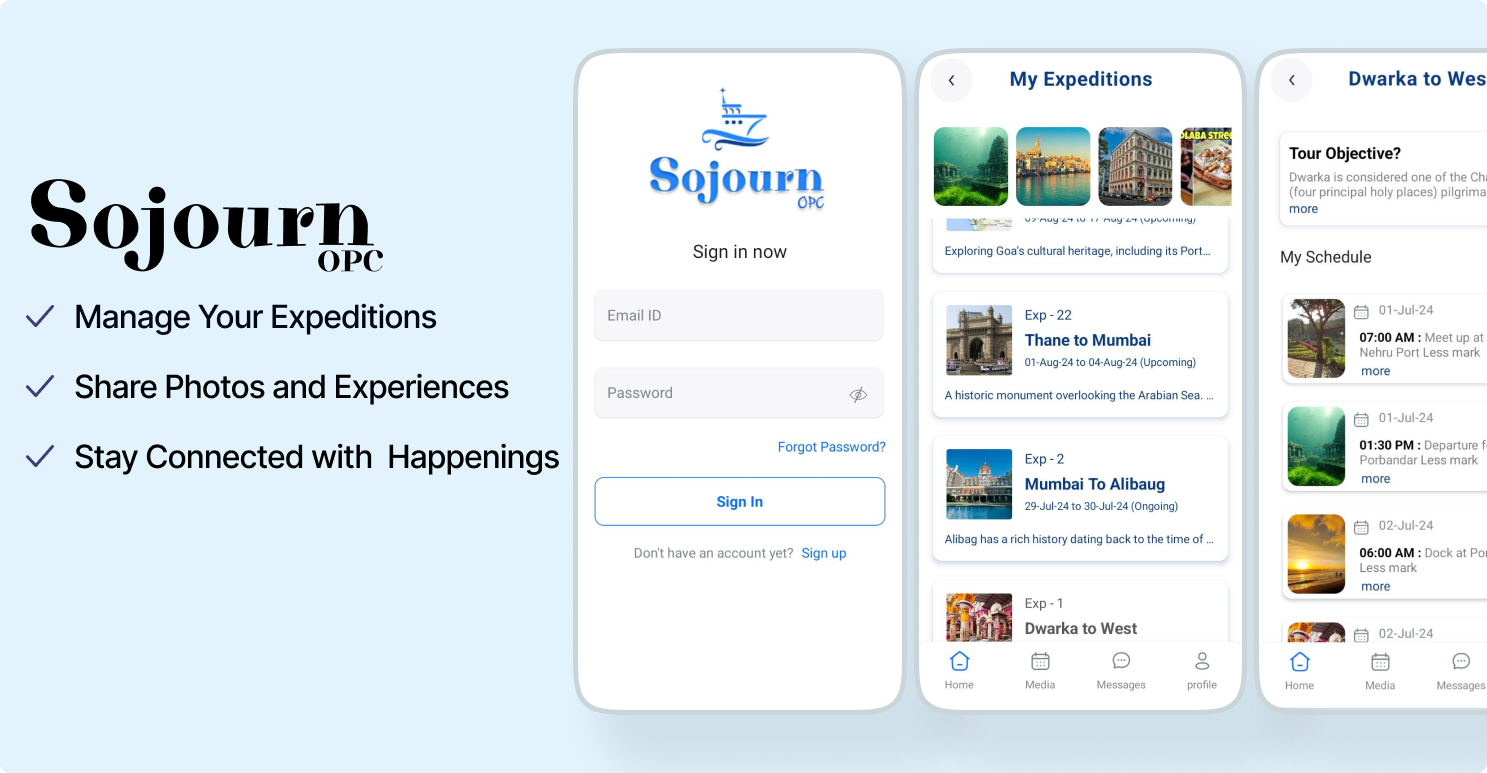 Sojourn
OPC
Manage Your Expeditions
Share Photos and Experiences
Stay Connected with  Happenings
Sojourn
OPC
Sign in now
Email ID
Password
Forgot Password?
Sign In
Don't have an account yet? Sign up
My Expeditions
09-Aug-24 to 17-Aug-24 (Upcoming)
Exploring Goa's cultural heritage, including its Port...
Exp - 22
Thane to Mumbai
01-Aug-24 to 04-Aug-24 (Upcoming)
A historic monument overlooking the Arabian Sea. ...
Exp - 2
Mumbai To Alibaug
29-Jul-24 to 30-Jul-24 (Ongoing)
Alibag has a rich history dating back to the time of ...
Exp - 1
Dwarka to West
Home
Media
Messages
profile
Dwarka to Wes
Tour Objective?
Dwarka is considered one of the Cha
(four principal holy places) pilgrima
more
My Schedule
01-Jul-24
07:00 AM : Meet up at
Nehru Port Less mark
more
01-Jul-24
01:30 PM : Departure f
Porbandar Less mark
more
02-Jul-24
06:00 AM : Dock at Po
Less mark
more
02-Jul-24
Home
Media
Messages